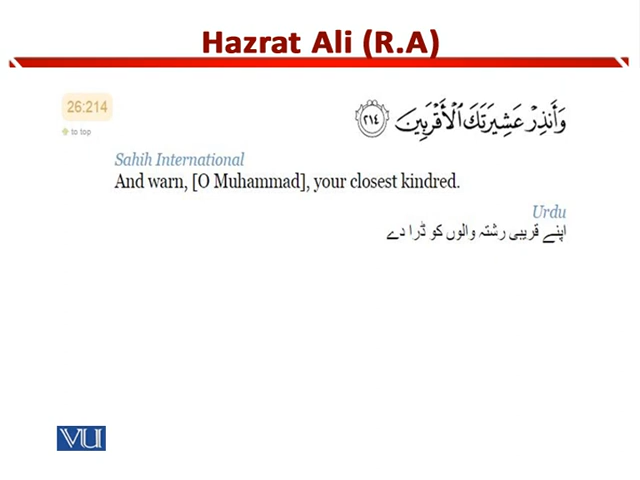 Hazrat Ali (R.A)
26:214
وَأَنذِرْ عَشِيرَتَكَ الْأَقْرَبِينَ ﴿٢١٤﴾
to top
Sahih International
And warn, [O Muhammad], your closest kindred.
Urdu
اپنے قریبی رشتہ والوں کو ڈرا دے
VU